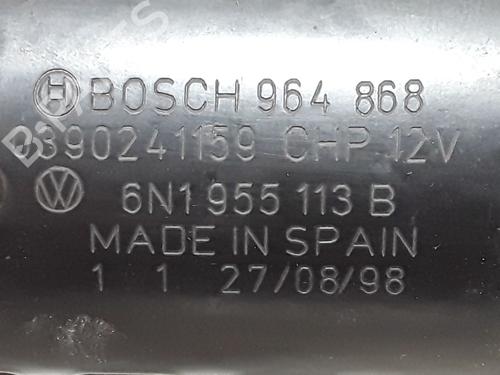 BOSCH 964 868
390241159 CHP 12V
6N1 955 113 B
MADE IN SPAIN
1 1 27/08/98